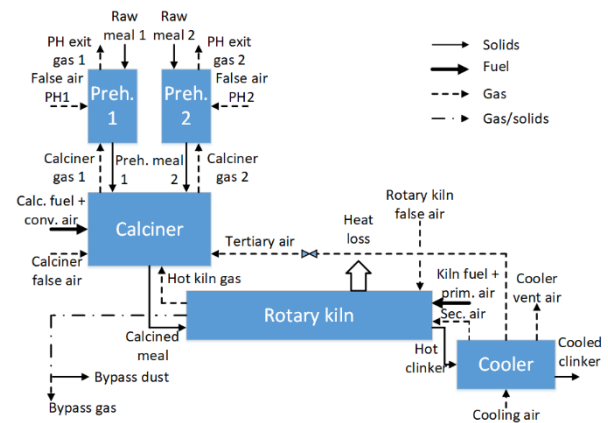 Raw
meal 1
Raw
meal 2
PH exit
gas 1
PH exit
gas 2
False air
PH1
False air
PH2
Preh.
1
Preh.
2
Solids
Fuel
Gas
Gas/solids
Calciner
gas 1
Preh. meal
1
2
Calciner
gas 2
Calc. fuel +
conv. air
Calciner
Calciner
false air
Tertiary air
Heat
loss
Rotary kiln
false air
Hot kiln gas
Kiln fuel +
prim. air
Sec. air
Cooler
vent air
Rotary kiln
Calcined
meal
Hot
clinker
Cooler
Cooled
clinker
Bypass dust
Bypass gas
Cooling air